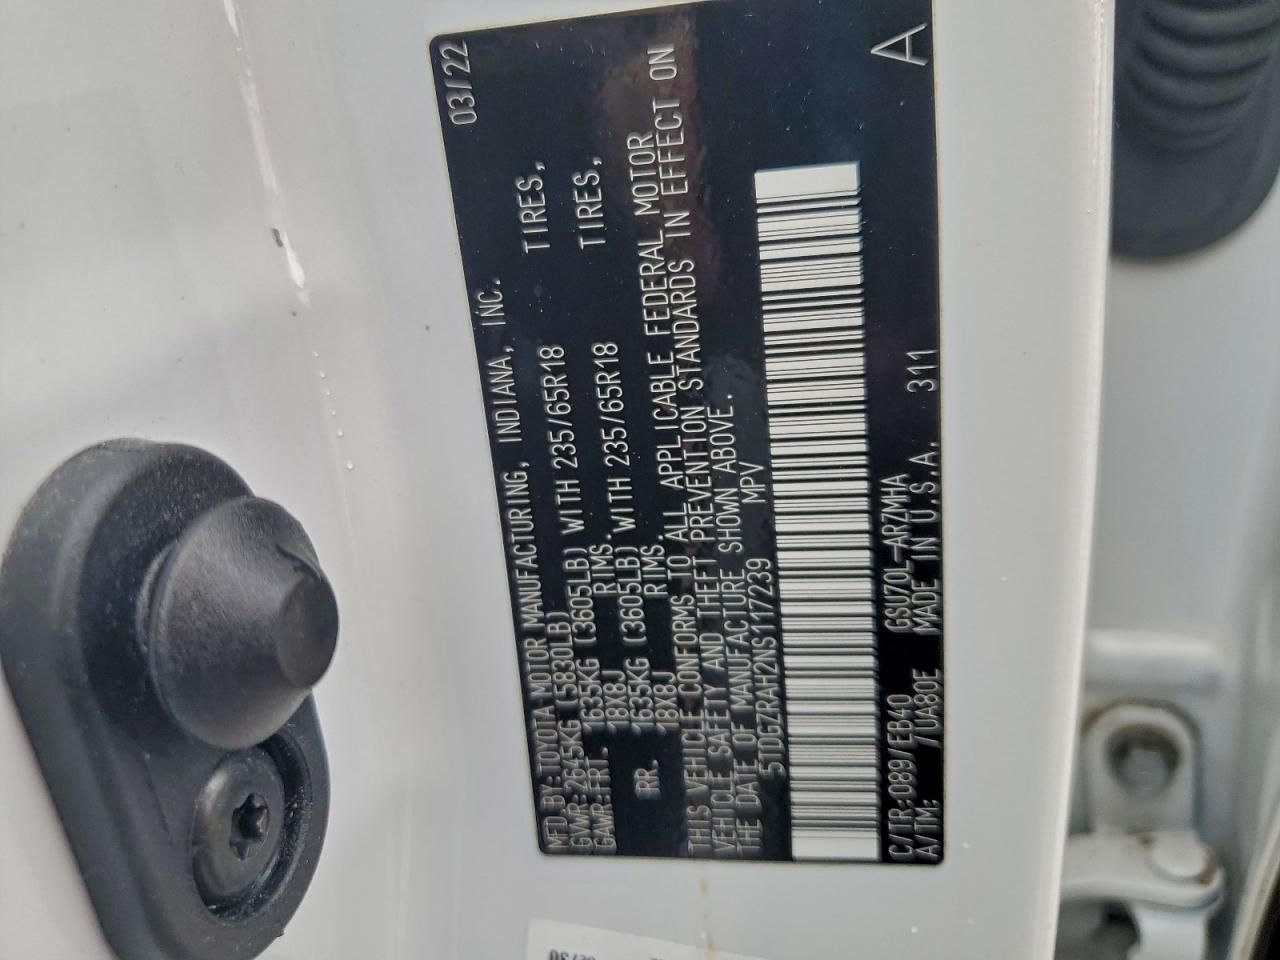 MFD BY: TOYOTA MOTOR MANUFACTURING, INDIANA, INC. 03/22
GVWR: 2645KG (5830LB)
GAWR: FRT. 1635KG (3605LB) WITH 235/65R18 TIRES,
18X8J RIMS.
RR. 1635KG (3605LB) WITH 235/65R18 TIRES,
18X8J RIMS
THIS VEHICLE CONFORMS TO ALL APPLICABLE FEDERAL MOTOR
VEHICLE SAFETY AND THEFT PREVENTION STANDARDS IN EFFECT ON
THE DATE OF MANUFACTURE SHOWN ABOVE.
5TDGZRAH2NS117239 MPV
C/TR: 089/EB40 GSU70L-ARZMHA
A/TM: /UA80E MADE IN U.S.A. 311 A